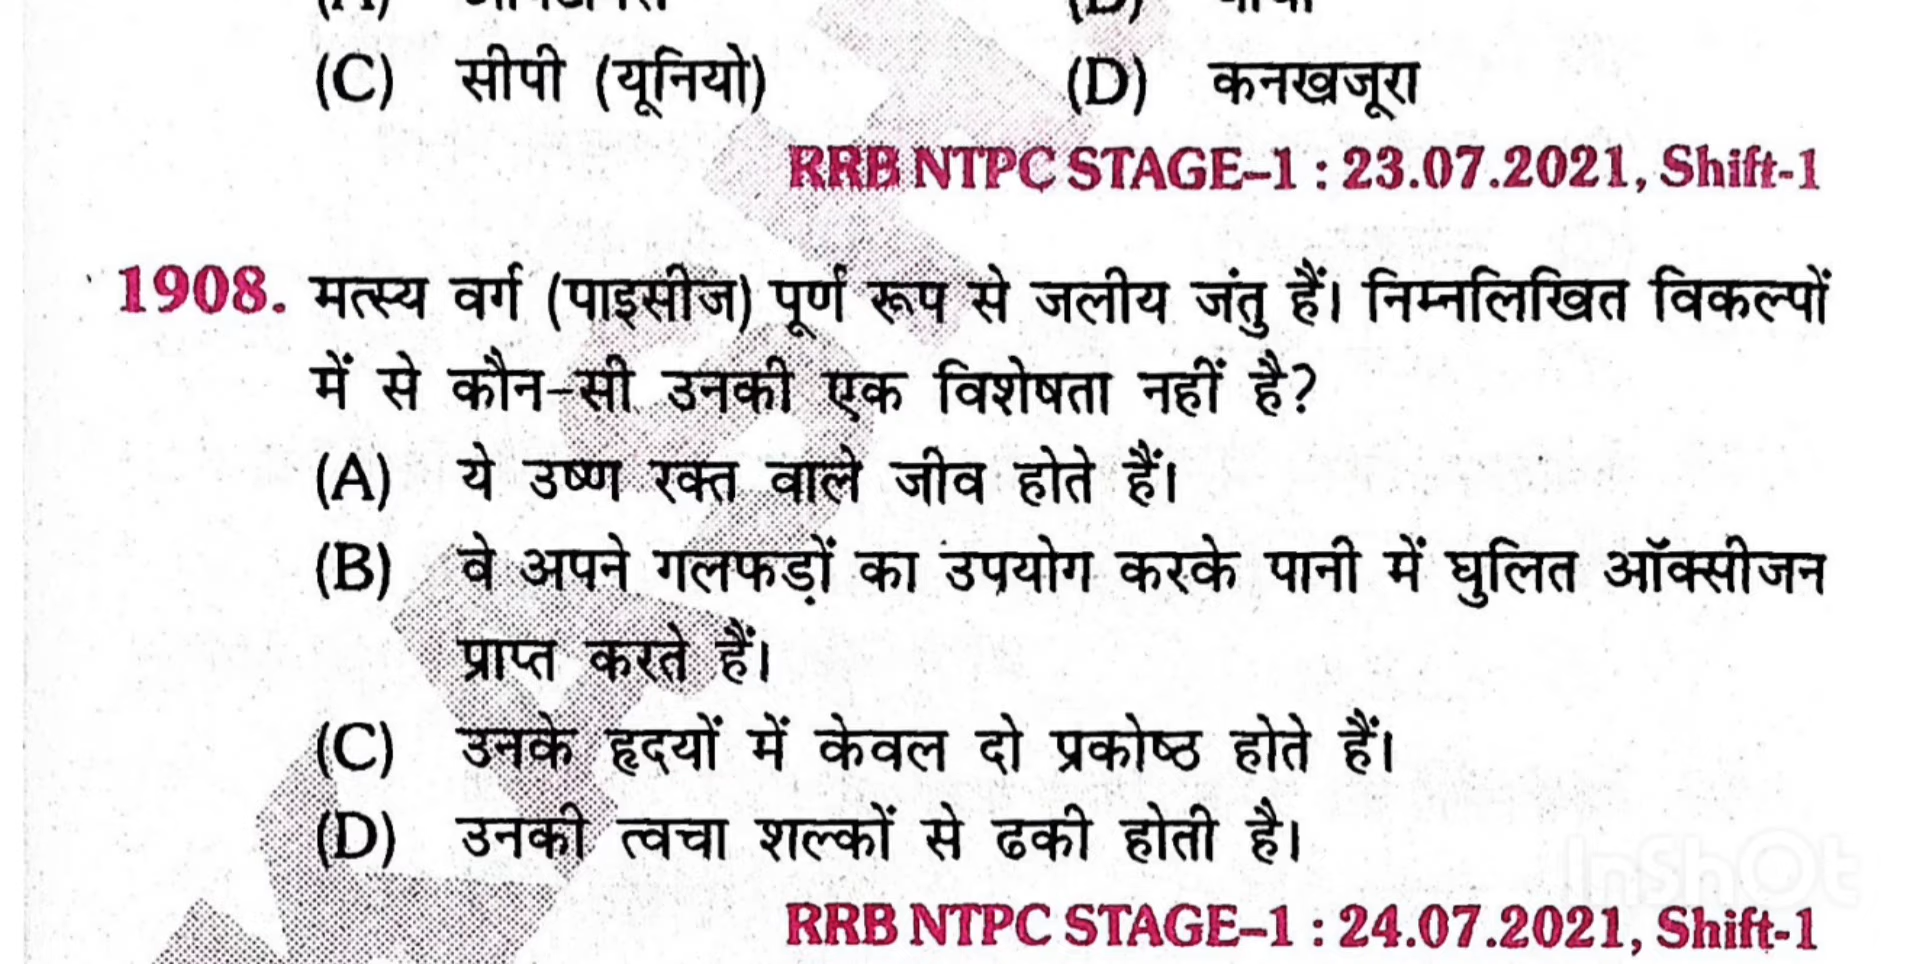 (C) सीपी (यूनियो) (D) कनखजूरा
RRB NTPC STAGE–1 : 23.07.2021, Shift-1
1908. मत्स्य वर्ग (पाइसीज) पूर्ण रूप से जलीय जंतु हैं। निम्नलिखित विकल्पों
में से कौन-सी उनकी एक विशेषता नहीं है?
(A) ये उष्ण रक्त वाले जीव होते हैं।
(B) वे अपने गलफड़ों का उपयोग करके पानी में घुलित ऑक्सीजन
प्राप्त करते हैं।
(C) उनके हृदयों में केवल दो प्रकोष्ठ होते हैं।
(D) उनकी त्वचा शल्कों से ढकी होती है।
InShOt
RRB NTPC STAGE–1 : 24.07.2021, Shift-1